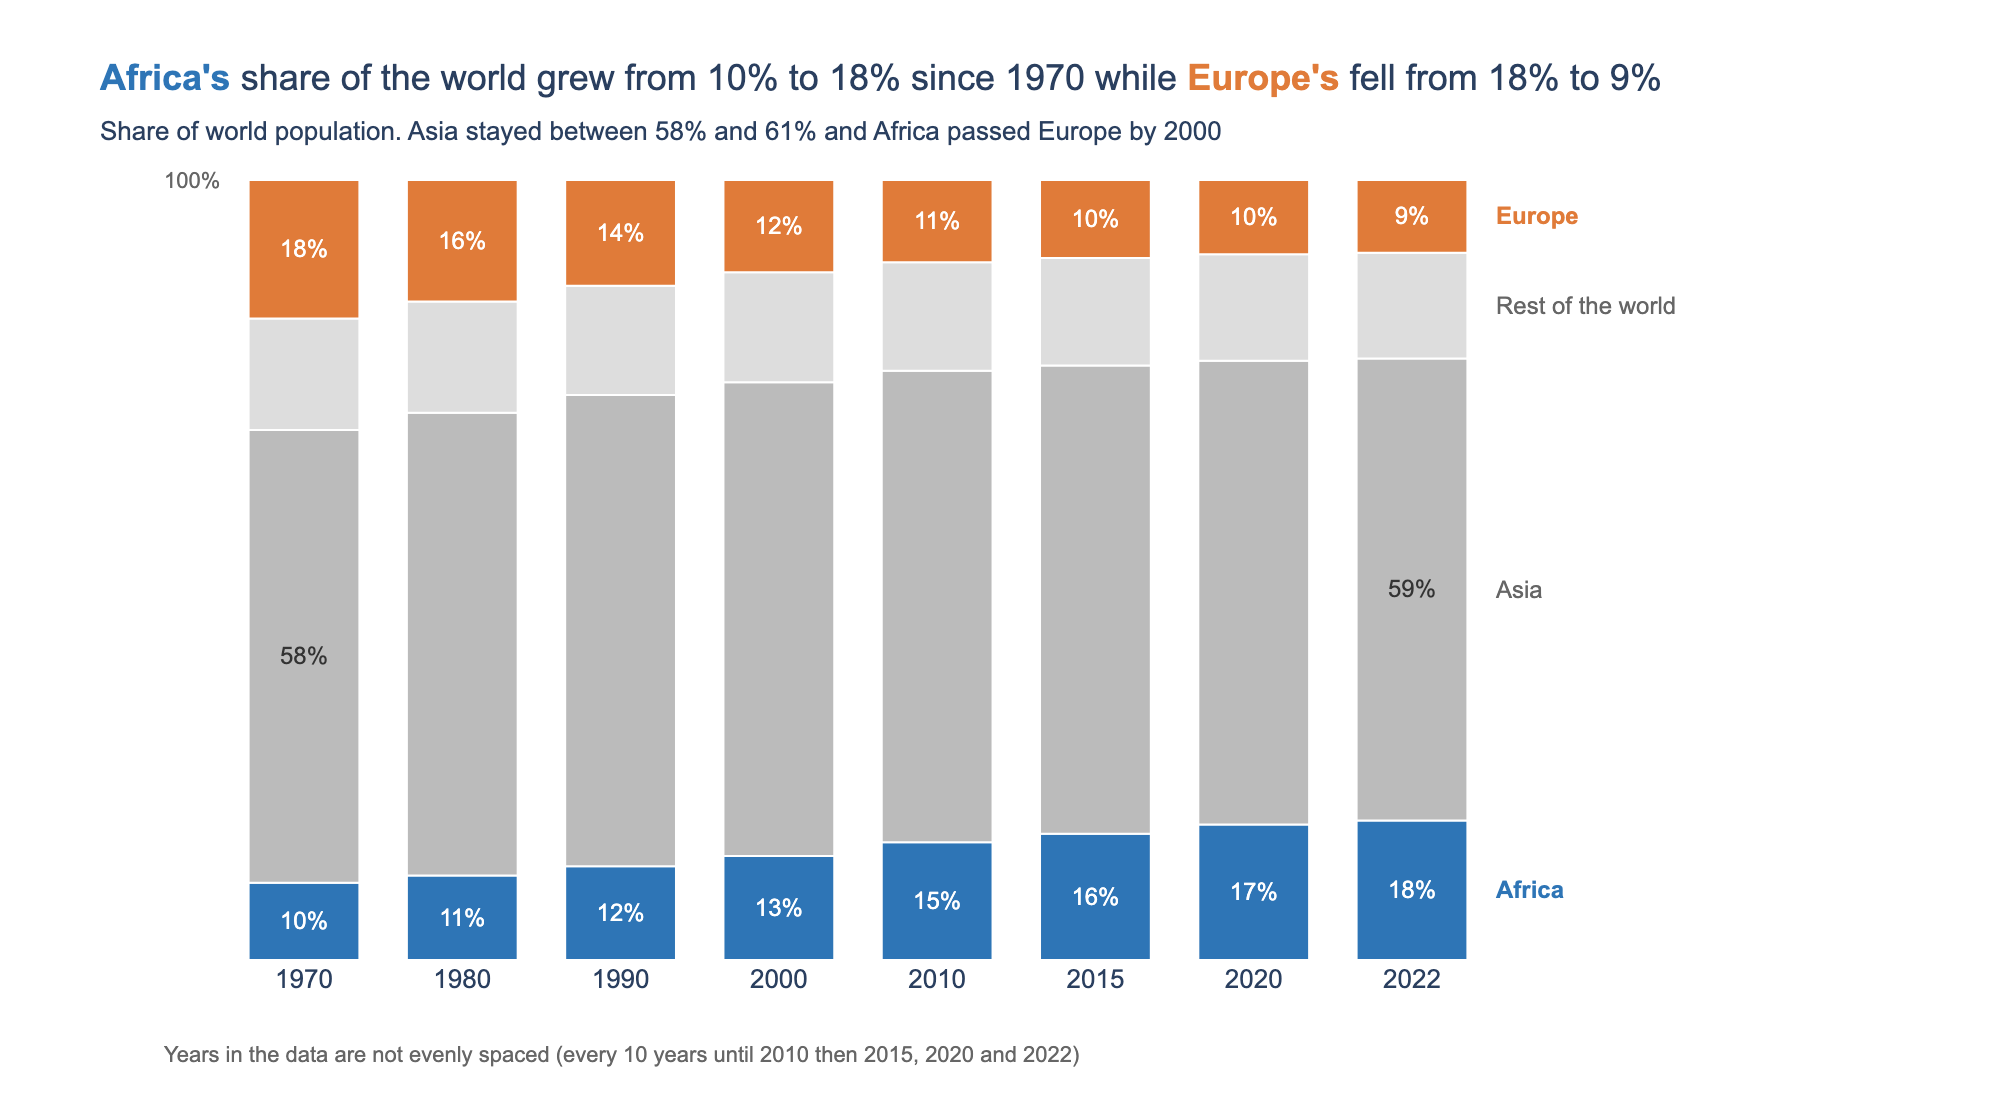 Africa's share of the world grew from 10% to 18% since 1970 while Europe's fell from 18% to 9%
Share of world population. Asia stayed between 58% and 61% and Africa passed Europe by 2000
100%
18% 16% 14% 12% 11% 10% 10% 9% Europe
Rest of the world
58% 59% Asia
10% 11% 12% 13% 15% 16% 17% 18% Africa
1970 1980 1990 2000 2010 2015 2020 2022
Years in the data are not evenly spaced (every 10 years until 2010 then 2015, 2020 and 2022)